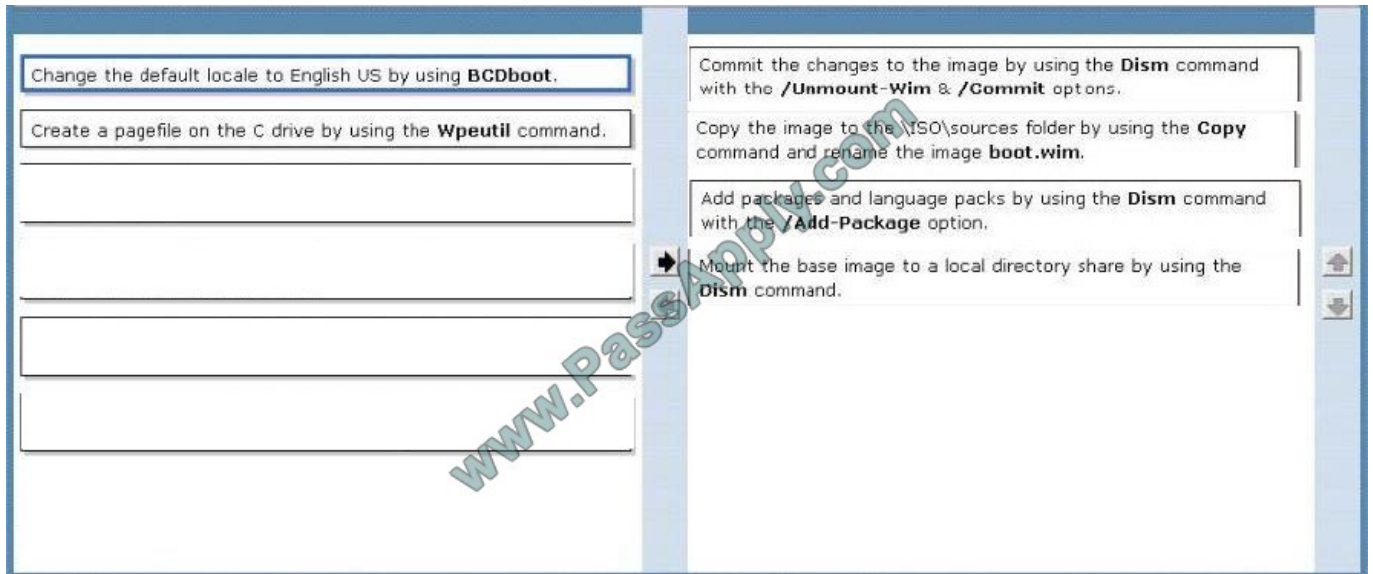 Change the default locale to English US by using BCDboot.
Create a pagefile on the C drive by using the Wpeutil command.
Commit the changes to the image by using the Dism command
with the /Unmount-Wim & /Commit optons.
Copy the image to the \ISO\sources folder by using the Copy
command and rename the image boot.wim.
Add packages and language packs by using the Dism command
with the /Add-Package option.
Mount the base image to a local directory share by using the
Dism command.
www.PassApply.com